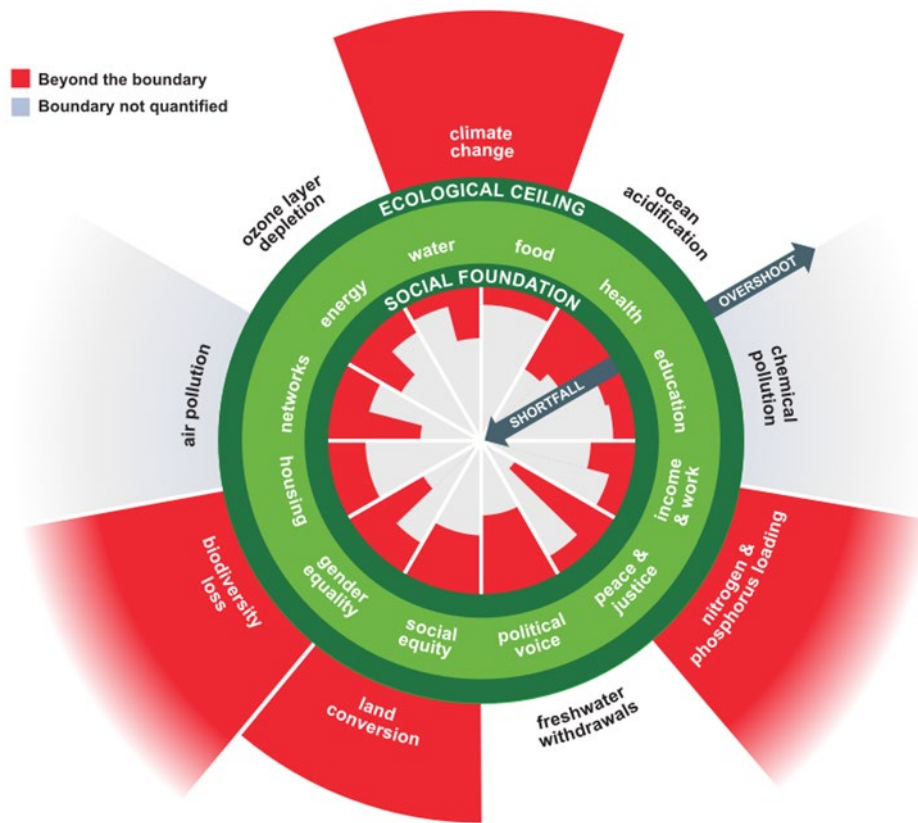 Beyond the boundary
Boundary not quantified
climate
change
ozone layer
depletion
ocean
acidification
ECOLOGICAL CEILING
OVERSHOOT
water
food
energy
health
SOCIAL FOUNDATION
air pollution
networks
education
chemical
pollution
SHORTFALL
housing
income
& work
biodiversity
loss
gender
equality
peace &
justice
nitrogen &
phosphorus loading
social
equity
political
voice
land
conversion
freshwater
withdrawals